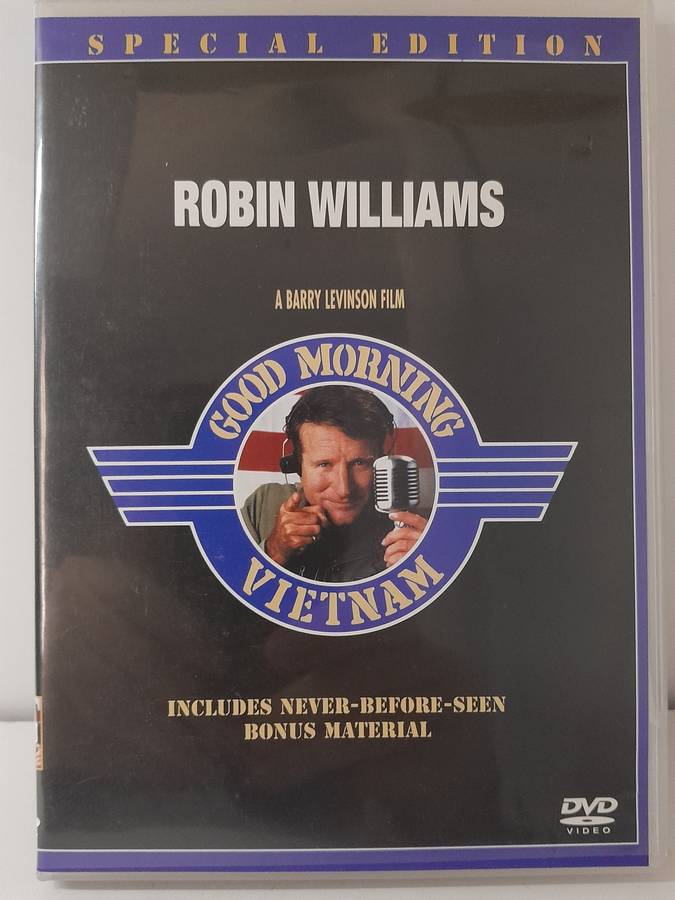 SPECIAL EDITION
ROBIN WILLIAMS
A BARRY LEVINSON FILM
GOOD MORNING
VIETNAM
INCLUDES NEVER-BEFORE-SEEN
BONUS MATERIAL
DVD
VIDEO